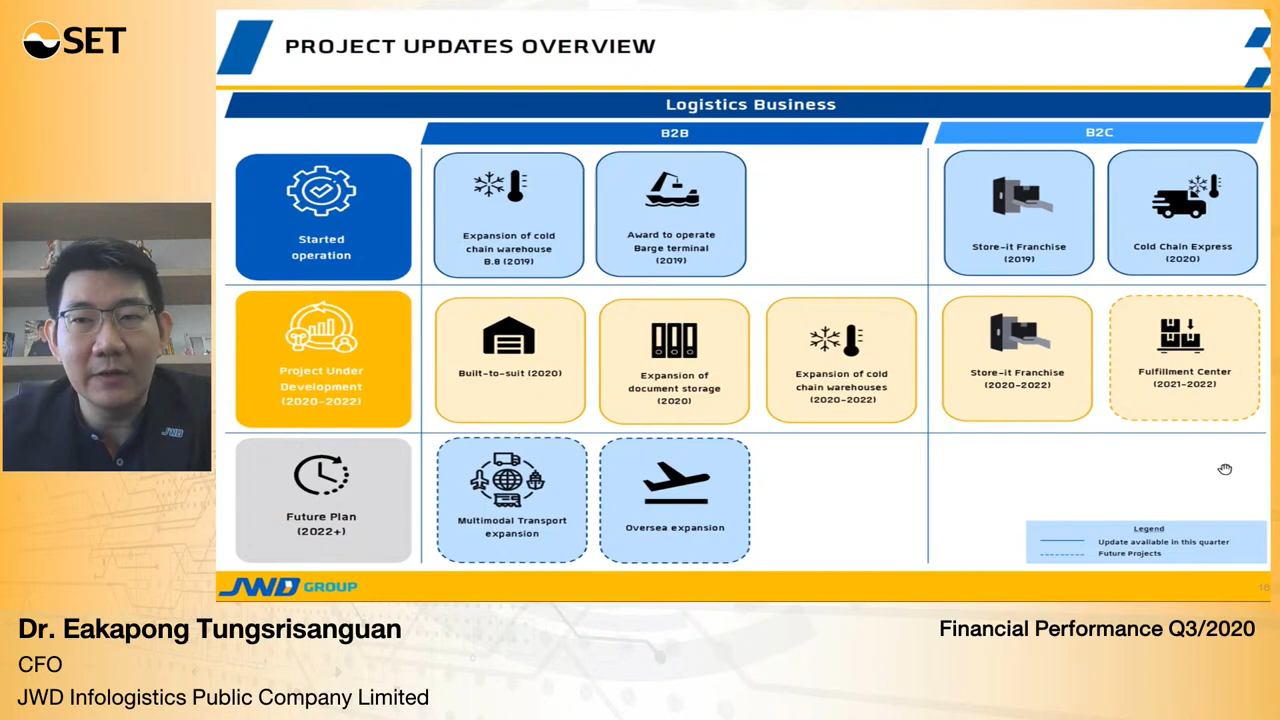 SET
PROJECT UPDATES OVERVIEW
Logistics Business
B2B
B2C
Started
operation
Expansion of cold
chain warehouse
B.8 (2019)
Award to operate
Barge terminal
(2019)
Store-it Franchise
(2019)
Cold Chain Express
(2020)
Project Under
Development
(2020-2022)
Built-to-suit (2020)
Expansion of
document storage
(2020)
Expansion of cold
chain warehouses
(2020-2022)
Store-it Franchise
(2020-2022)
Fulfillment Center
(2021-2022)
Future Plan
(2022+)
Multimodal Transport
expansion
Oversea expansion
Legend
Update available in this quarter
Future Projects
JWD
JWD GROUP
18
Dr. Eakapong Tungsrisanguan
CFO
JWD Infologistics Public Company Limited
Financial Performance Q3/2020